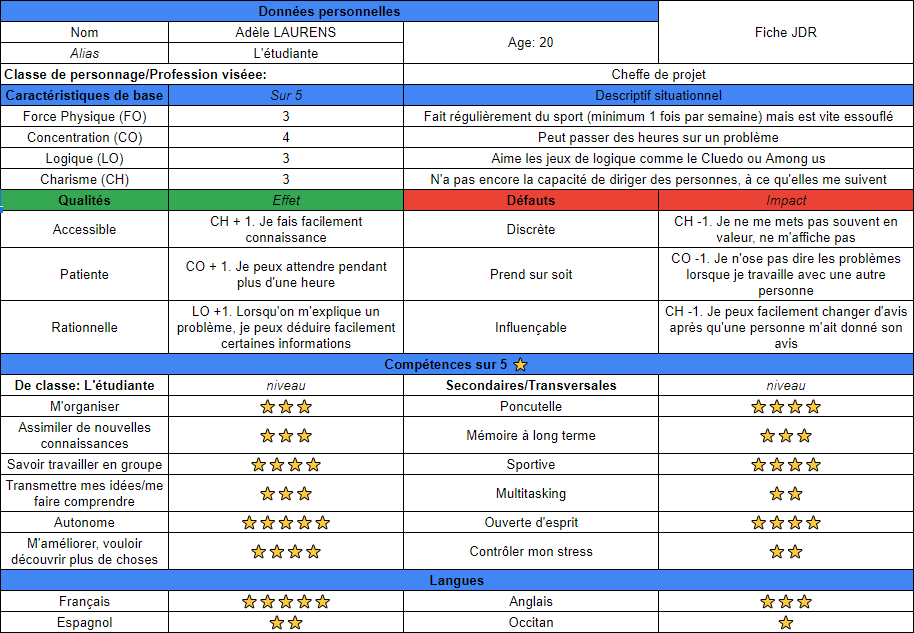 Données personnelles
Nom
Adèle LAURENS
Age: 20
Fiche JDR
Alias
L'étudiante
Classe de personnage/Profession visée:
Cheffe de projet
Caractéristiques de base
Sur 5
Descriptif situationnel
Force Physique (FO)
3
Fait régulièrement du sport (minimum 1 fois par semaine) mais est vite essouflé
Concentration (CO)
4
Peut passer des heures sur un problème
Logique (LO)
3
Aime les jeux de logique comme le Cluedo ou Among us
Charisme (CH)
3
N'a pas encore la capacité de diriger des personnes, à ce qu'elles me suivent
Qualités
Effet
Défauts
Impact
Accessible
CH + 1. Je fais facilement
connaissance
Discrète
CH -1. Je ne me mets pas souvent en
valeur, ne m'affiche pas
Patiente
CO + 1. Je peux attendre pendant
plus d'une heure
Prend sur soit
CO -1. Je n'ose pas dire les problèmes
lorsque je travaille avec une autre
personne
Rationnelle
LO +1. Lorsqu'on m'explique un
problème, je peux déduire facilement
certaines informations
Influençable
CH -1. Je peux facilement changer d'avis
après qu'une personne m'ait donné son
avis
Compétences sur 5
De classe: L'étudiante
niveau
Secondaires/Transversales
niveau
M'organiser
Poncutelle
Assimiler de nouvelles
connaissances
Mémoire à long terme
Savoir travailler en groupe
Sportive
Transmettre mes idées/me
faire comprendre
Multitasking
Autonome
Ouverte d'esprit
M'améliorer, vouloir
découvrir plus de choses
Contrôler mon stress
Langues
Français
Anglais
Espagnol
Occitan